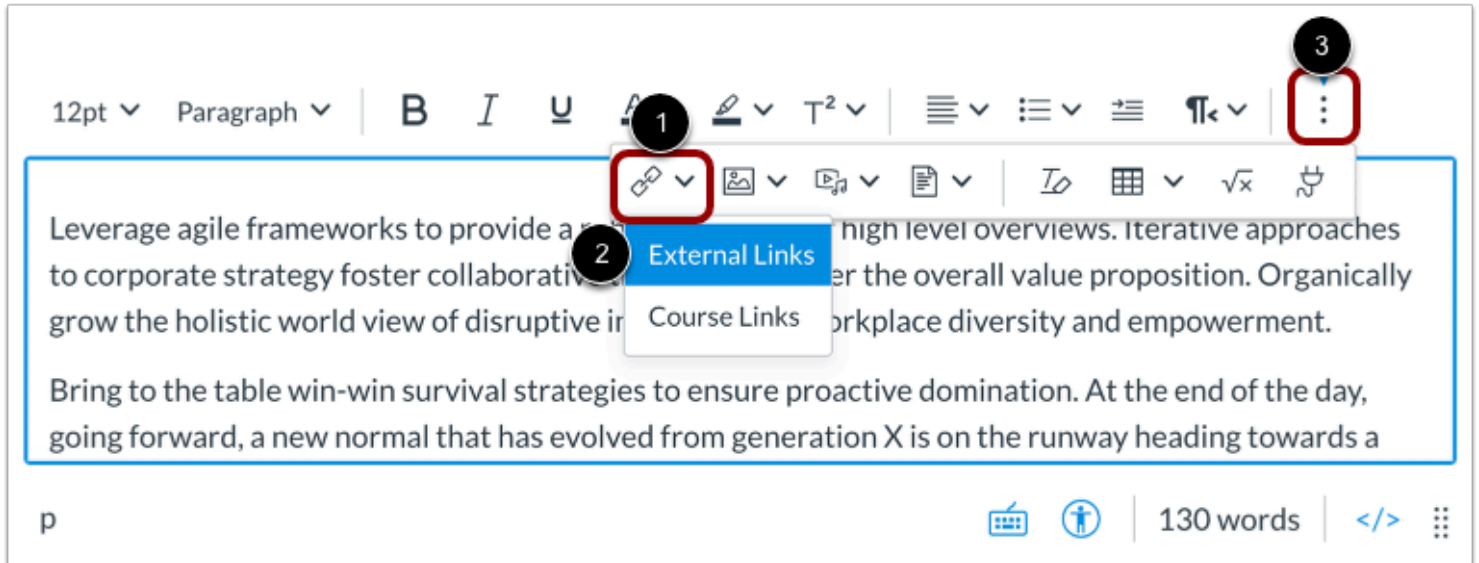 3
12pt Paragraph B I U A T²
1
√x
Leverage agile frameworks to provide a high level overviews. Iterative approaches
2 External Links
to corporate strategy foster collaborative er the overall value proposition. Organically
Course Links
grow the holistic world view of disruptive in orkplace diversity and empowerment.
Bring to the table win-win survival strategies to ensure proactive domination. At the end of the day,
going forward, a new normal that has evolved from generation X is on the runway heading towards a
p 130 words </>